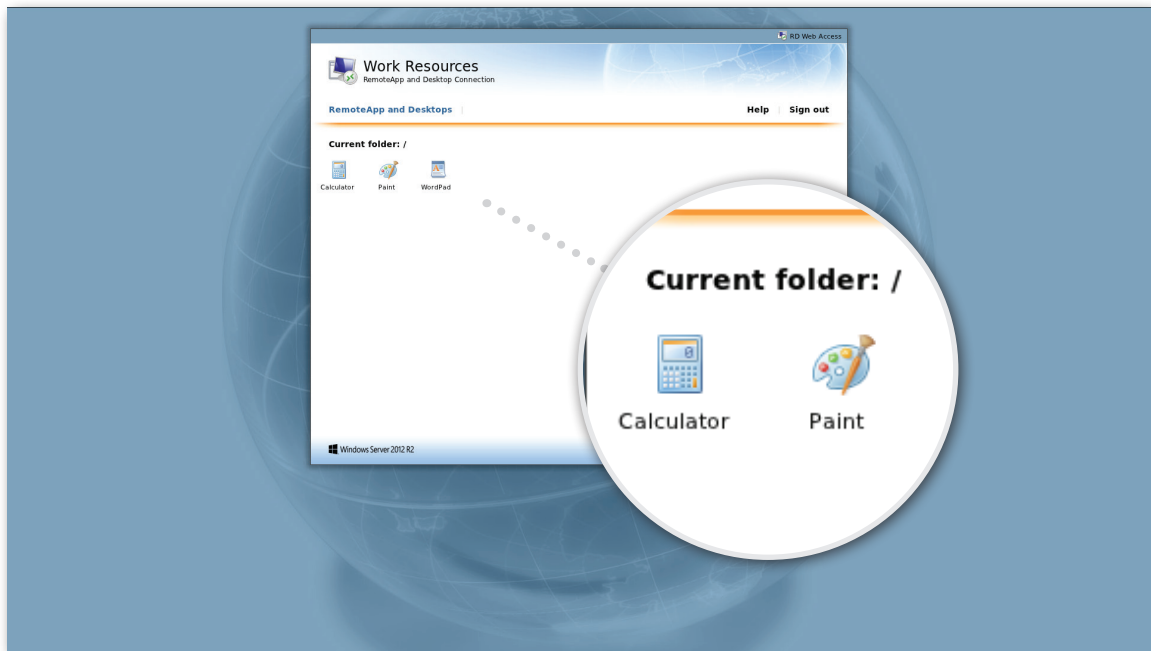 RD Web Access
Work Resources
RemoteApp and Desktop Connection
RemoteApp and Desktops
Help
Sign out
Current folder: /
Calculator
Paint
WordPad
Current folder: /
Calculator
Paint
Windows Server 2012 R2